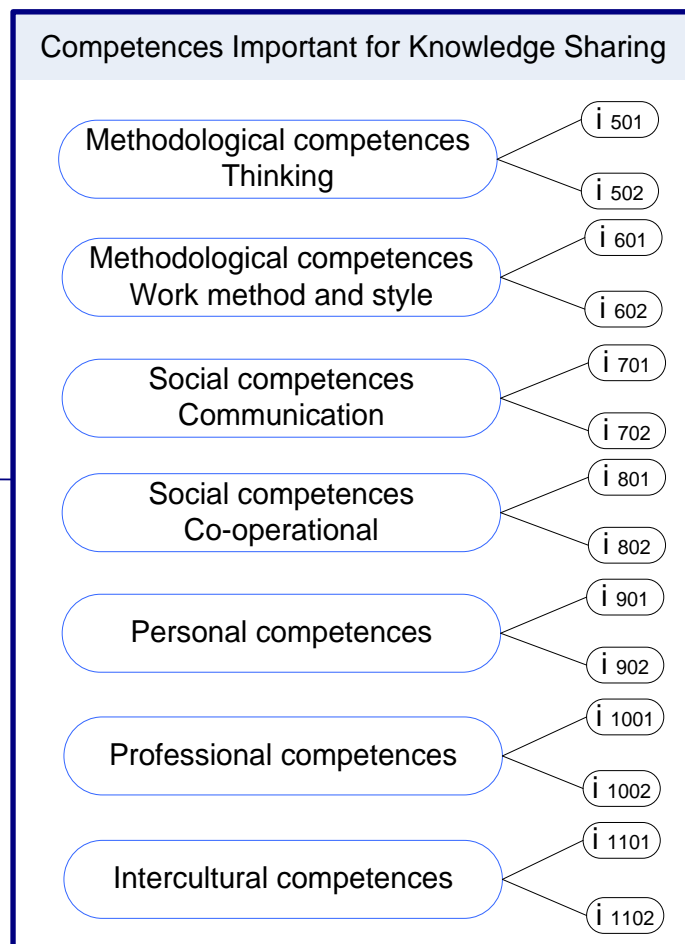 Competences Important for Knowledge Sharing
Methodological competences
Thinking
i 501
i 502
Methodological competences
Work method and style
i 601
i 602
Social competences
Communication
i 701
i 702
Social competences
Co-operational
i 801
i 802
Personal competences
i 901
i 902
Professional competences
i 1001
i 1002
Intercultural competences
i 1101
i 1102